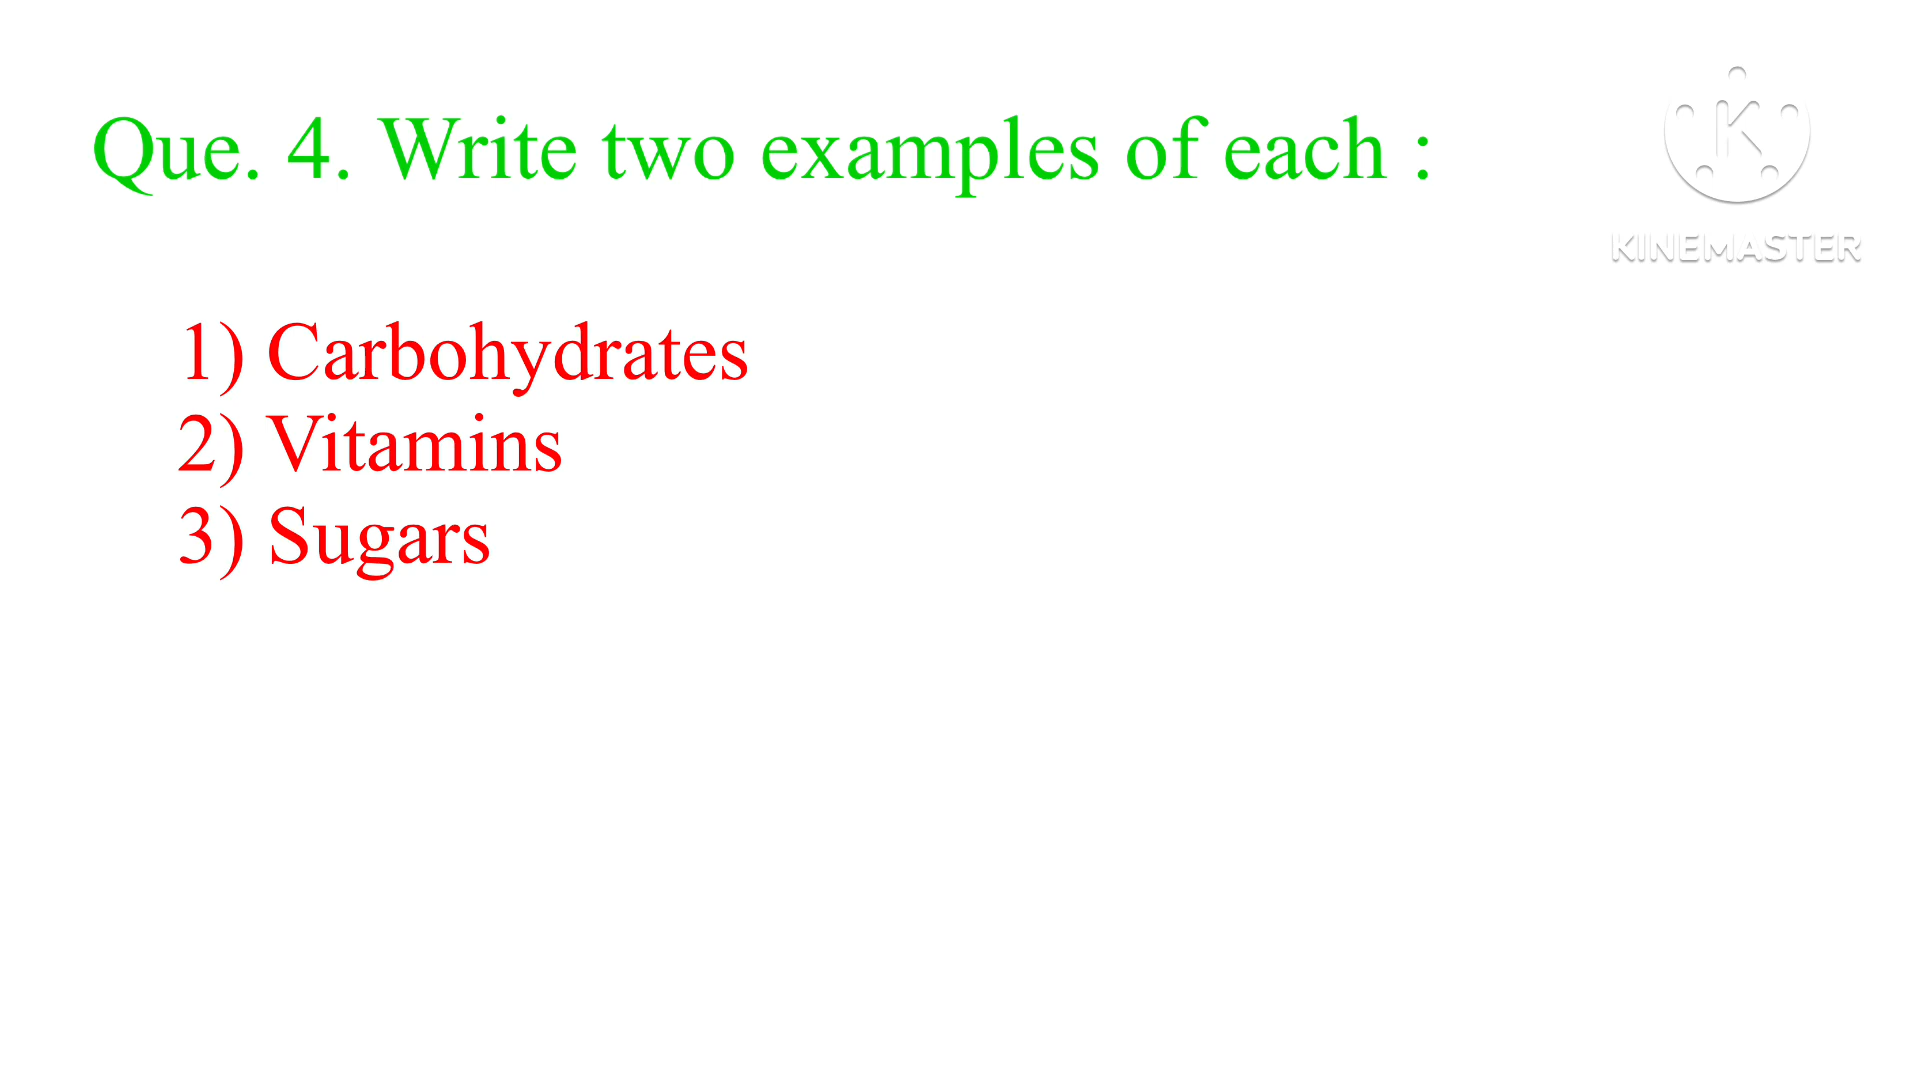 Que. 4. Write two examples of each :
K
KINEMASTER
1) Carbohydrates
2) Vitamins
3) Sugars